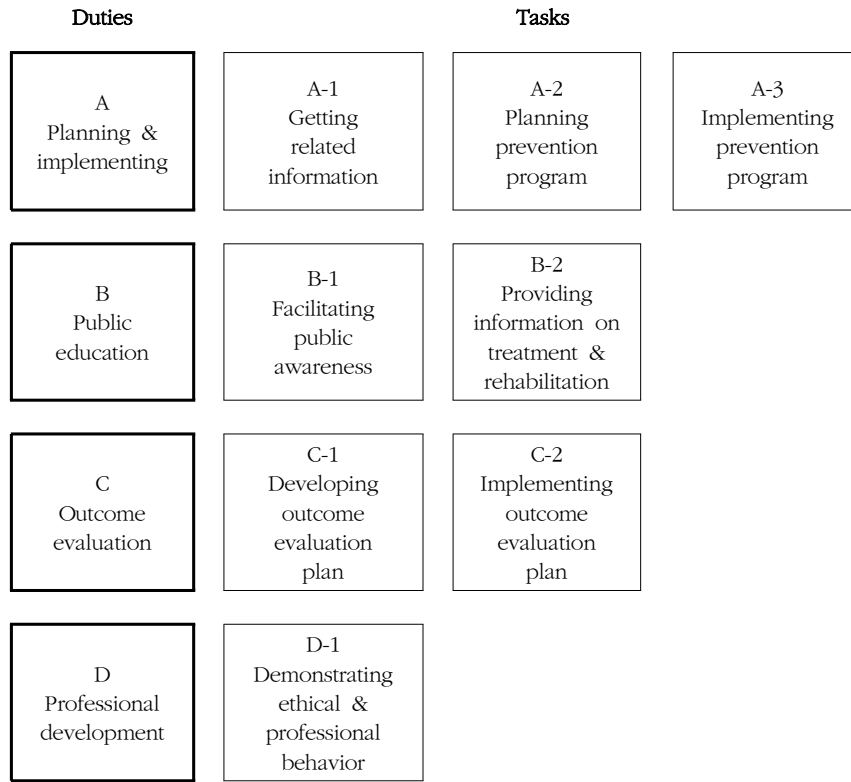 Duties
Tasks
A
Planning &
implementing
A-1
Getting
related
information
A-2
Planning
prevention
program
A-3
Implementing
prevention
program
B
Public
education
B-1
Facilitating
public
awareness
B-2
Providing
information on
treatment &
rehabilitation
C
Outcome
evaluation
C-1
Developing
outcome
evaluation
plan
C-2
Implementing
outcome
evaluation
plan
D
Professional
development
D-1
Demonstrating
ethical &
professional
behavior